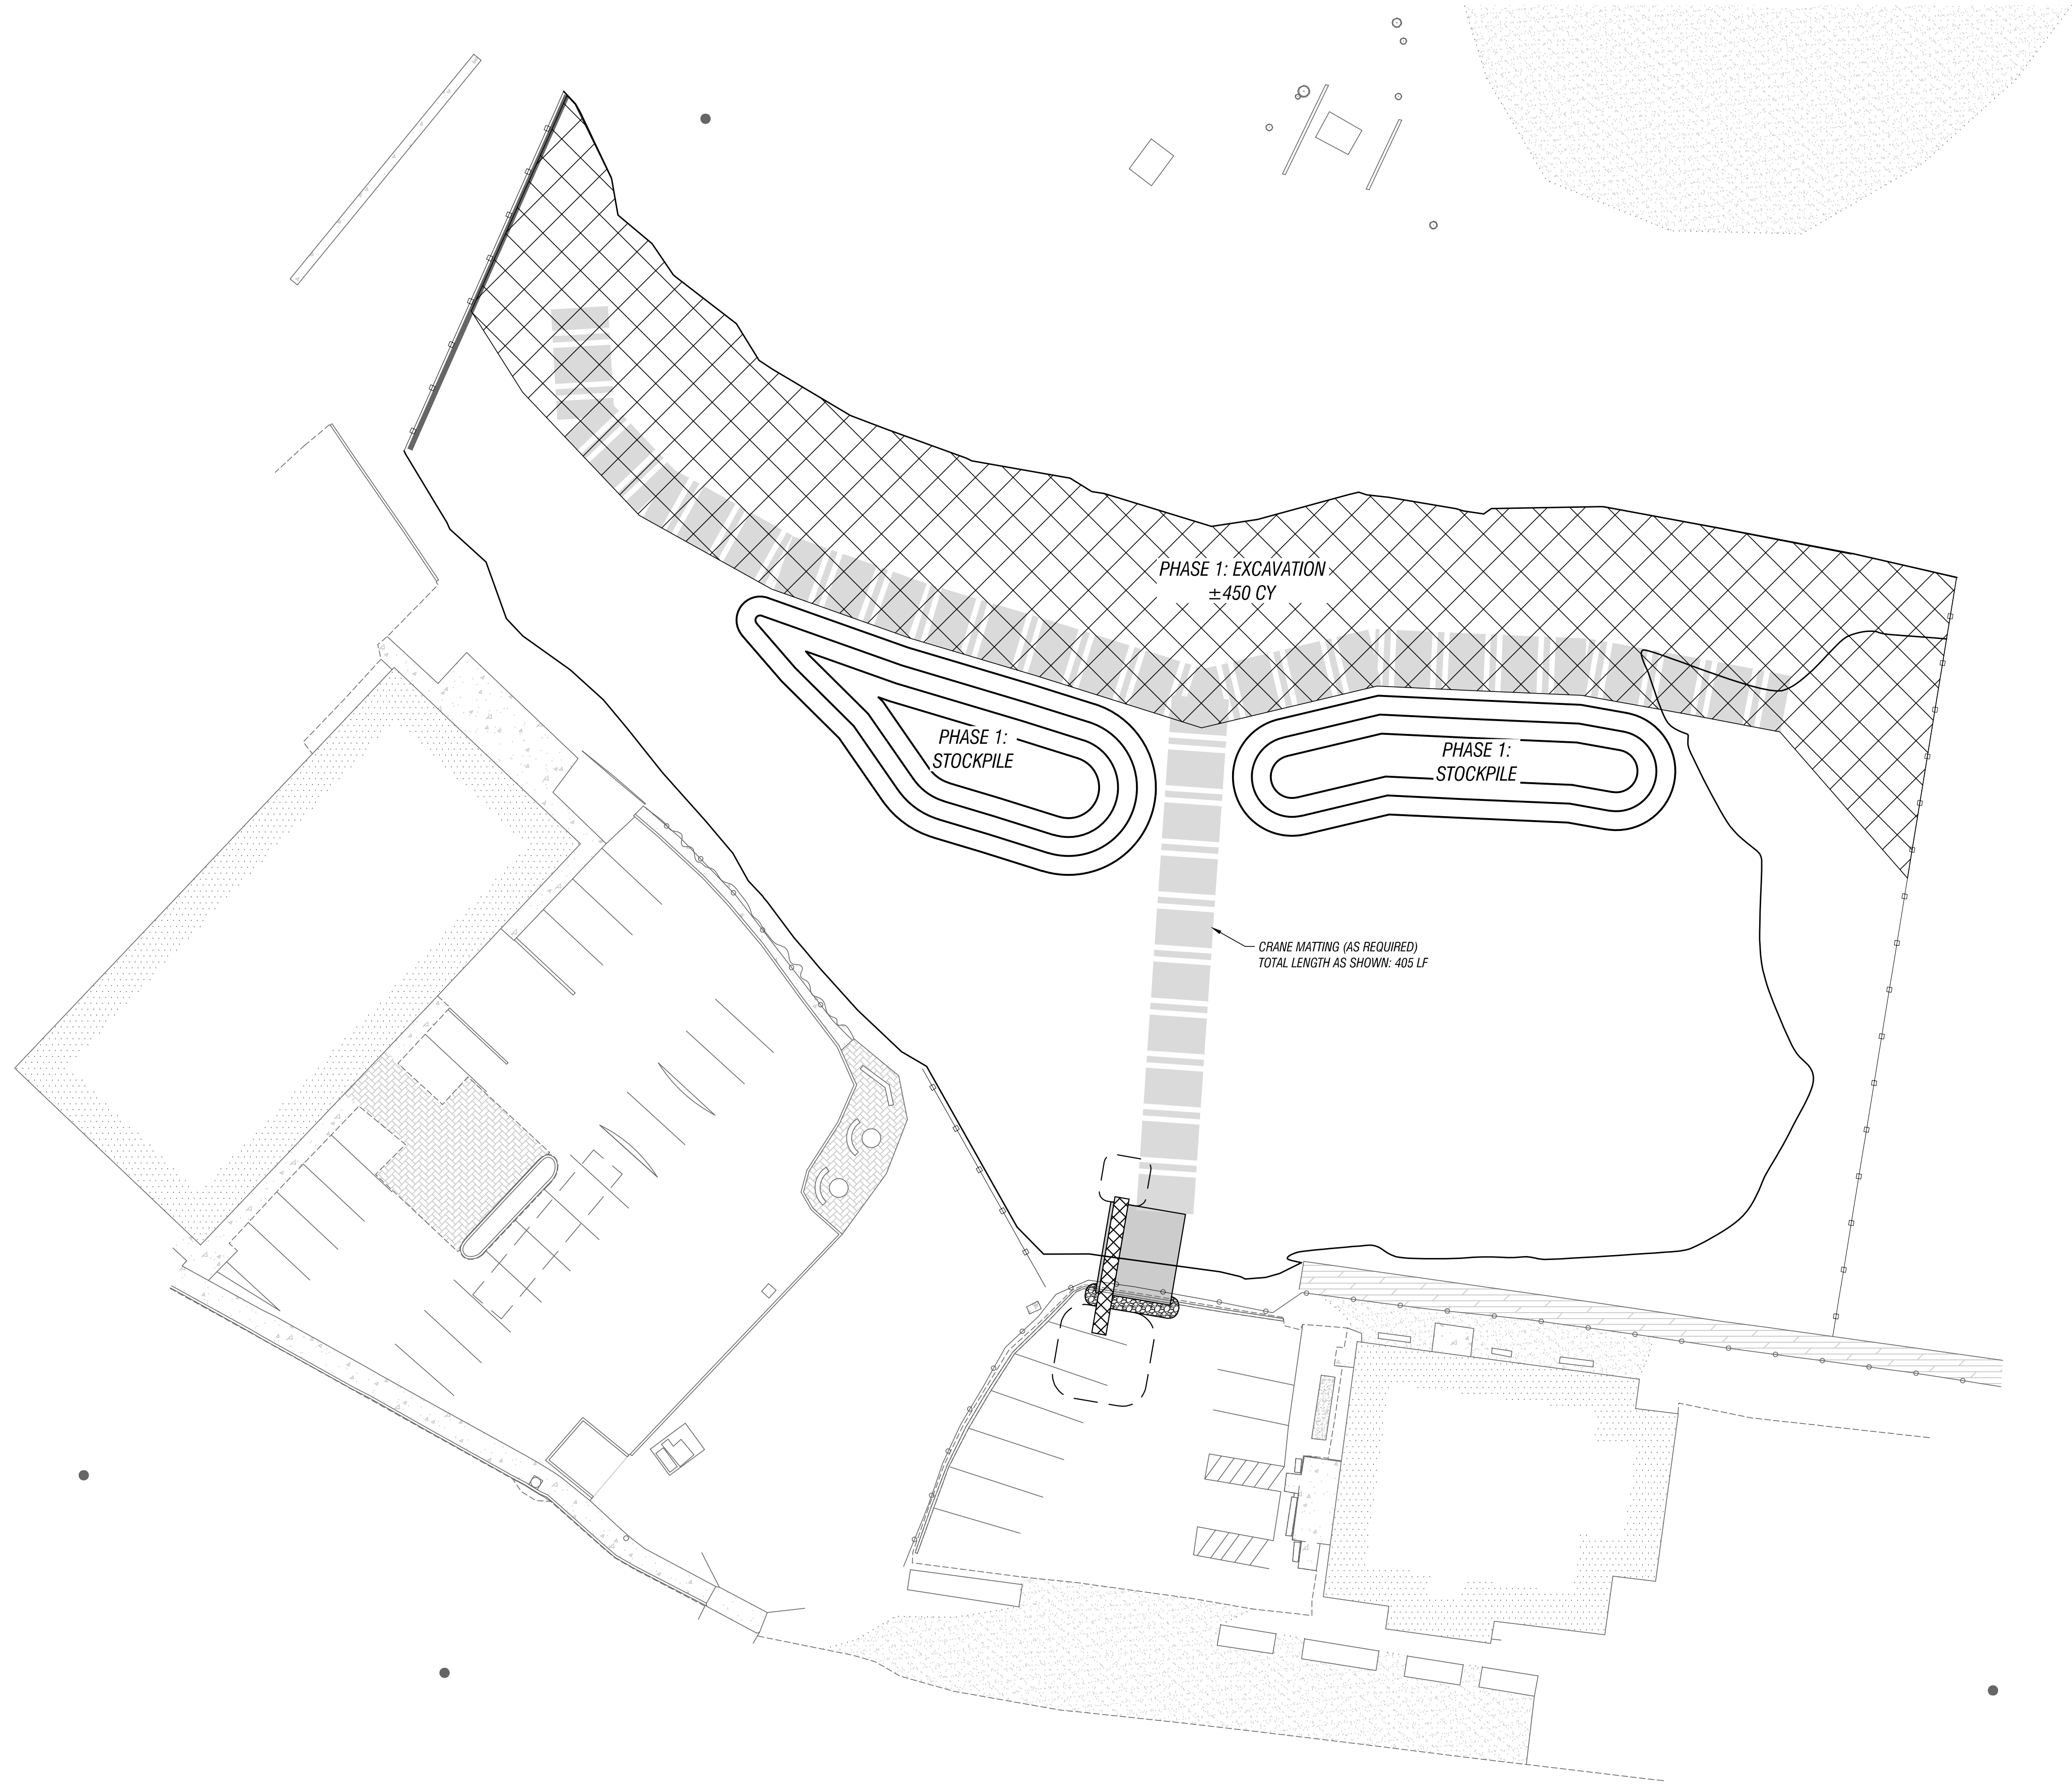 PHASE 1: EXCAVATION
±450 CY
PHASE 1:
STOCKPILE
PHASE 1:
STOCKPILE
CRANE MATTING (AS REQUIRED)
TOTAL LENGTH AS SHOWN: 405 LF